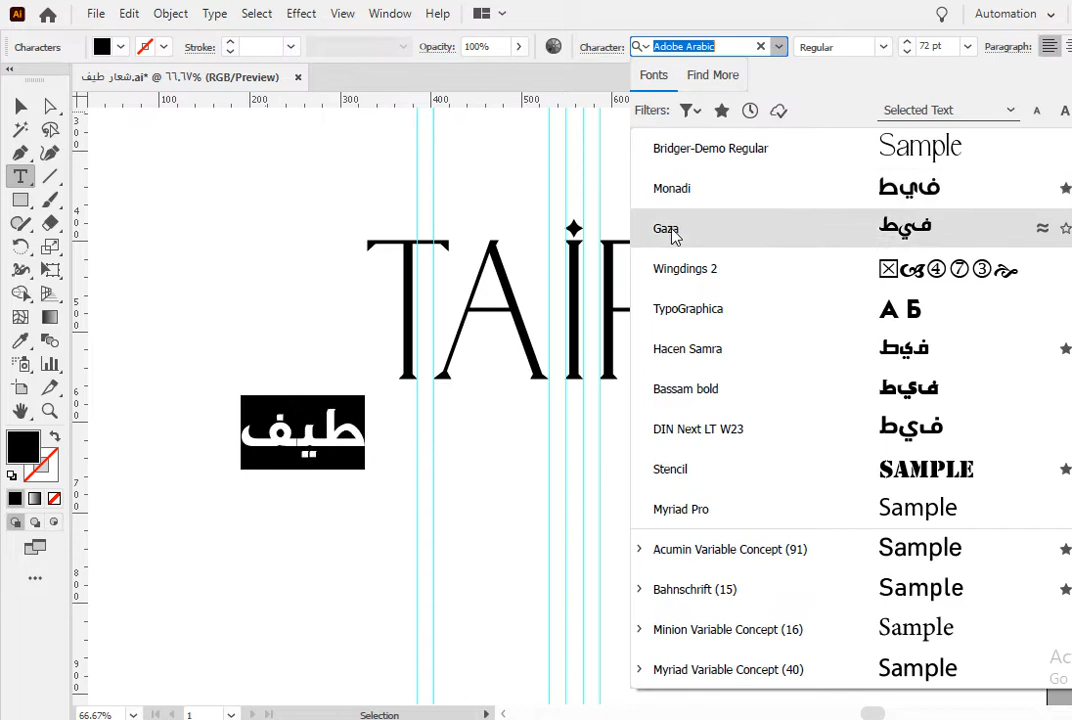 File Edit Object Type Select Effect View Window Help Automation
Characters Stroke: Opacity: 100% Character: Adobe Arabic Regular 72 pt Paragraph:
شعار طيف.ai* @ ٦٦.٦٧% (RGB/Preview)
Fonts Find More
100 200 300 400 500 600
Filters: Selected Text A A
Bridger-Demo Regular Sample
Monadi فيط
Gaza فيط
Wingdings 2
TypoGraphica А Б
Hacen Samra فيط
Bassam bold فيط
DIN Next LT W23 فيط
Stencil SAMPLE
Myriad Pro Sample
Acumin Variable Concept (91) Sample
Bahnschrift (15) Sample
Minion Variable Concept (16) Sample
Myriad Variable Concept (40) Sample
TAiF
طيف
Ac
Go
66.67% 1 Selection